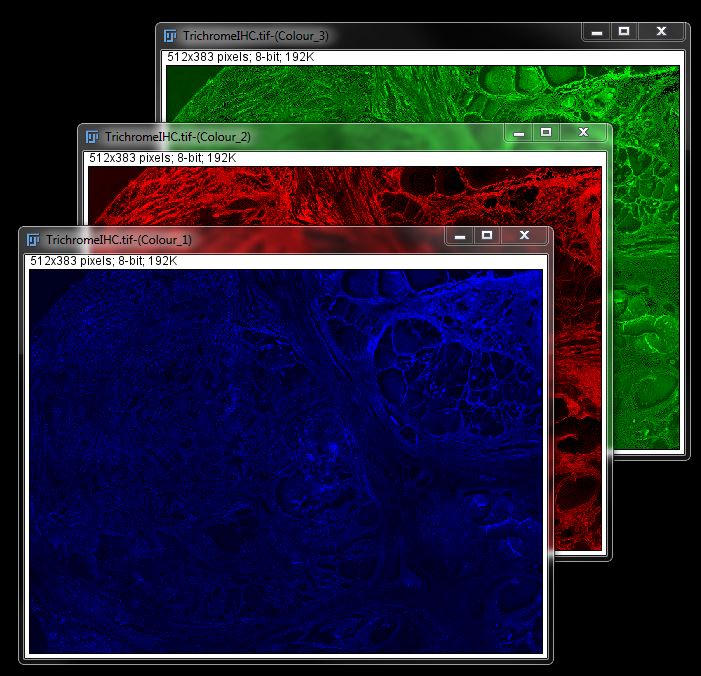 TrichromeIHC.tif-(Colour_3)
512x383 pixels; 8-bit; 192K
TrichromeIHC.tif-(Colour_2)
512x383 pixels; 8-bit; 192K
TrichromeIHC.tif-(Colour_1)
512x383 pixels; 8-bit; 192K